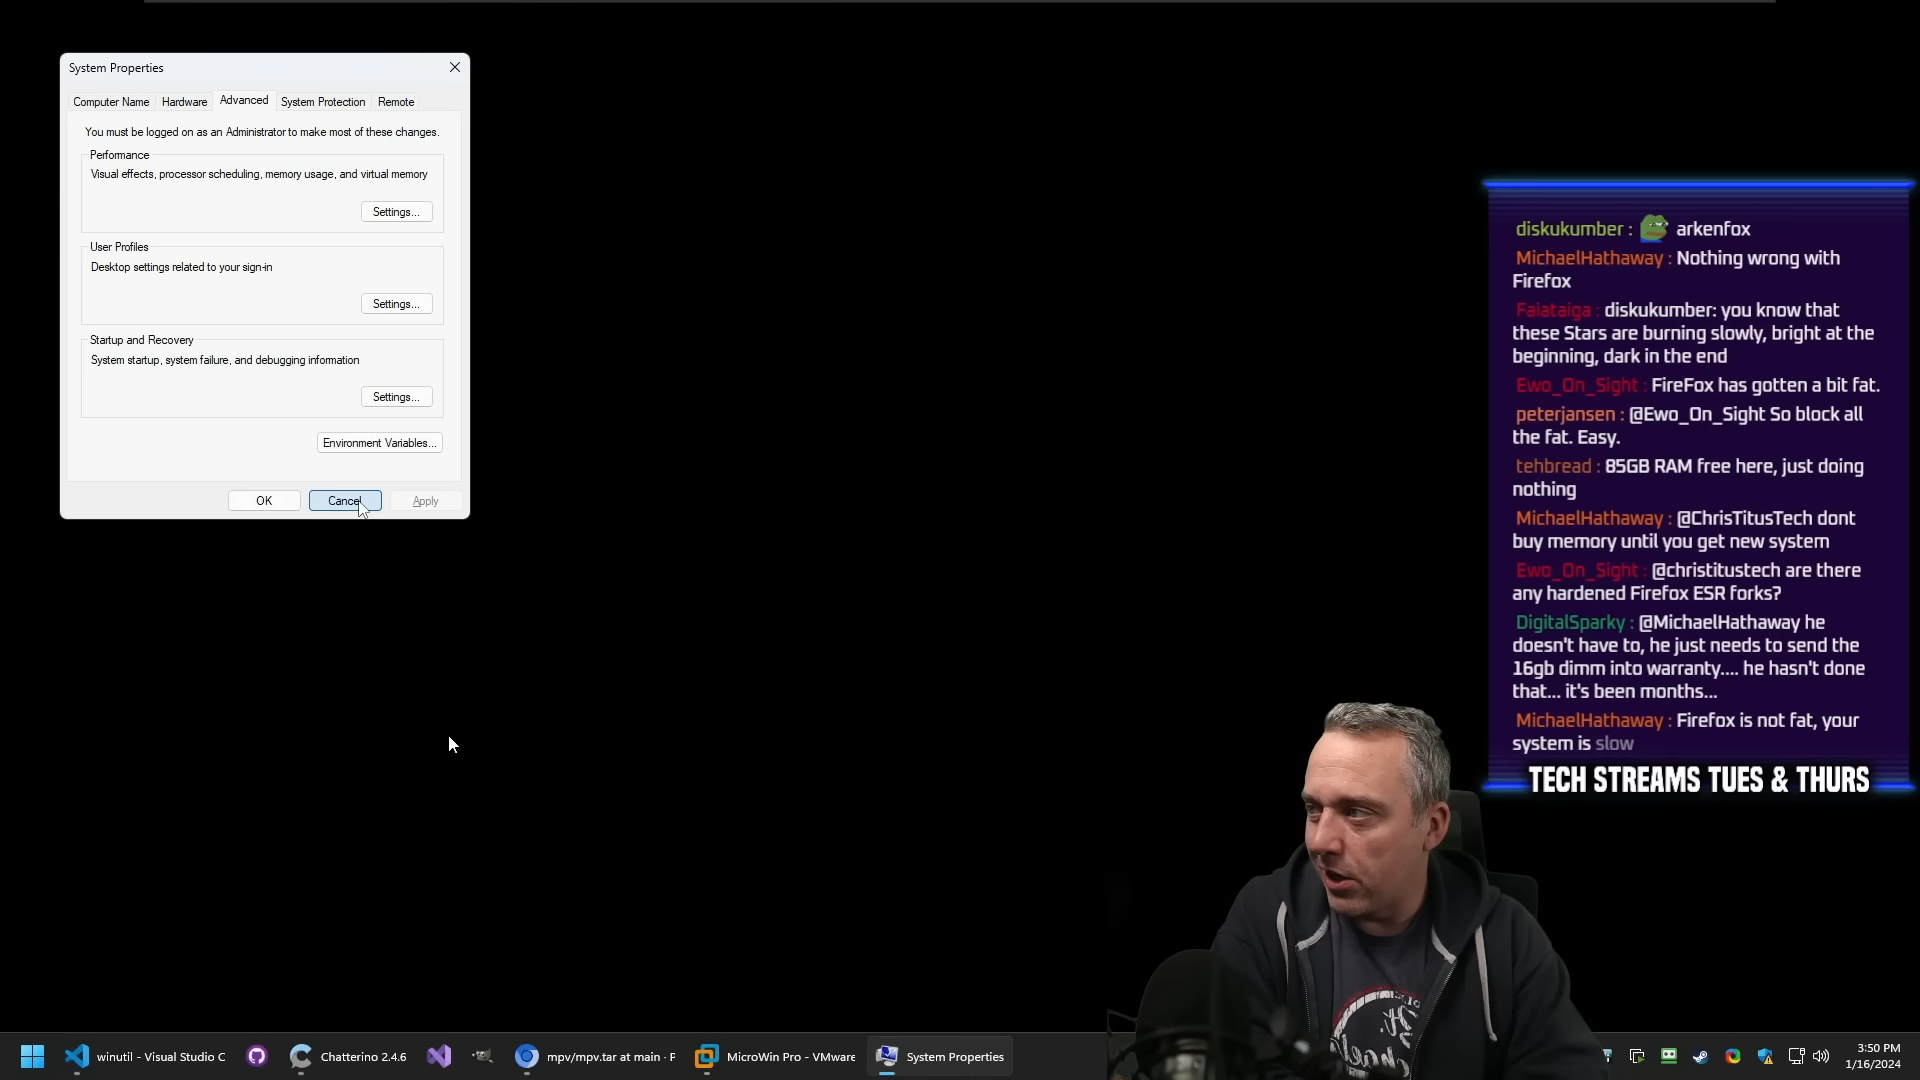 System Properties
Computer Name Hardware Advanced System Protection Remote
You must be logged on as an Administrator to make most of these changes.
Performance
Visual effects, processor scheduling, memory usage, and virtual memory
Settings...
User Profiles
Desktop settings related to your sign-in
Settings...
Startup and Recovery
System startup, system failure, and debugging information
Settings...
Environment Variables...
OK Cancel Apply
diskukumber : arkenfox
MichaelHathaway : Nothing wrong with
Firefox
Faiataiga : diskukumber: you know that
these Stars are burning slowly, bright at the
beginning, dark in the end
Ewo_On_Sight : FireFox has gotten a bit fat.
peterjansen : @Ewo_On_Sight So block all
the fat. Easy.
tehbread : 85GB RAM free here, just doing
nothing
MichaelHathaway : @ChrisTitusTech dont
buy memory until you get new system
Ewo_On_Sight : @christitustech are there
any hardened Firefox ESR forks?
DigitalSparky : @MichaelHathaway he
doesn't have to, he just needs to send the
16gb dimm into warranty.... he hasn't done
that... it's been months...
MichaelHathaway : Firefox is not fat, your
system is slow
TECH STREAMS TUES & THURS
winutil - Visual Studio C
Chatterino 2.4.6
mpv/mpv.tar at main · P
MicroWin Pro - VMware
System Properties
3:50 PM
1/16/2024